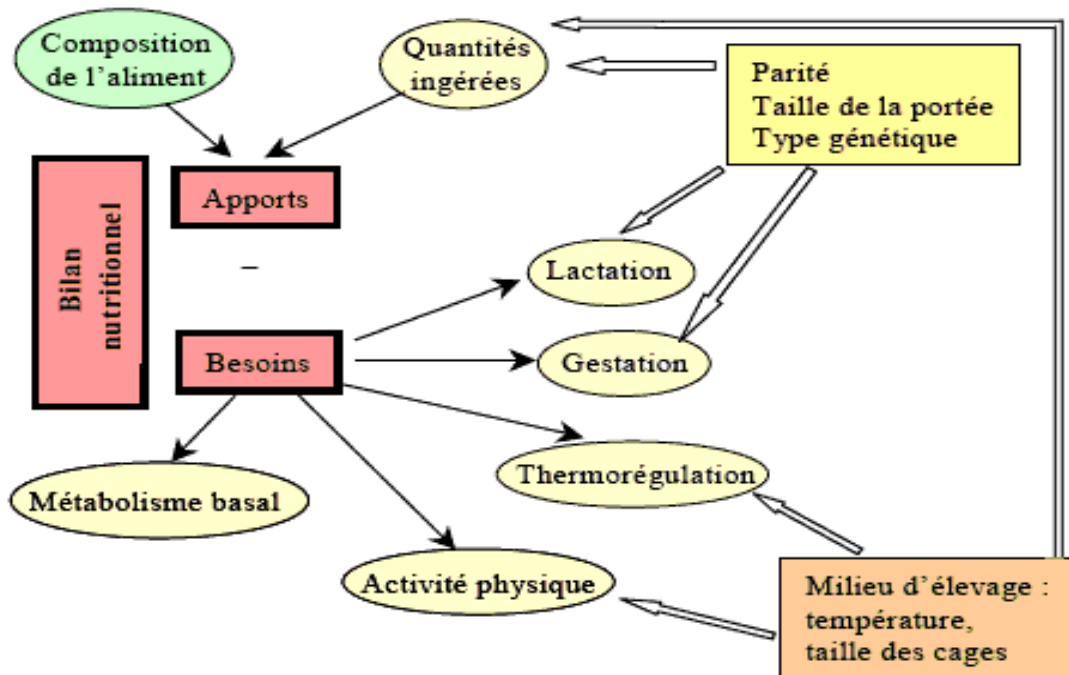 Composition
de l'aliment
Quantités
ingérées
Parité
Taille de la portée
Type génétique
Bilan
nutritionnel
Apports
–
Lactation
Besoins
Gestation
Thermorégulation
Métabolisme basal
Activité physique
Milieu d'élevage :
température,
taille des cages